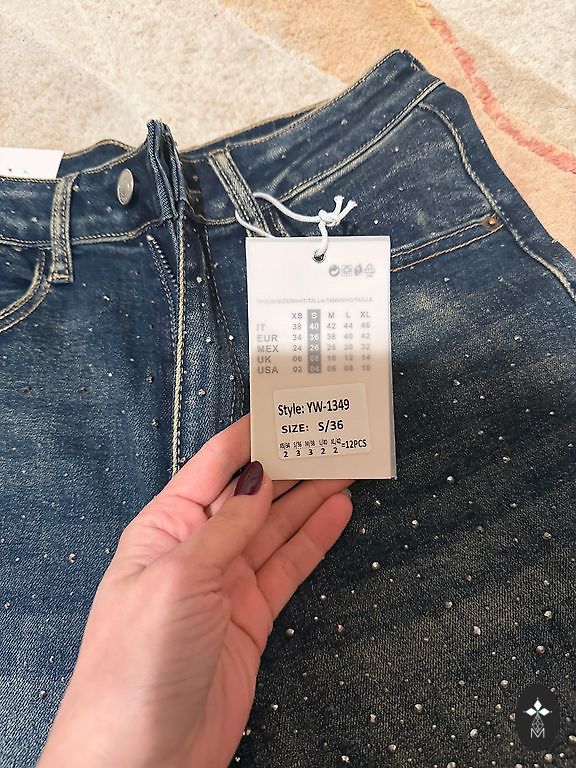 TAGLIA/SIZE/MAAT/TALLA/TAMANHO/TAILLE
XS S M L XL
IT 38 40 42 44 46
EUR 34 36 38 40 42
MEX 24 26 28 30 32
UK 06 08 10 12 14
USA 02 04 06 08 10
Style: YW-1349
SIZE: S/36
XS/34 S/36 M/38 L/40 XL/42
2 3 3 2 2 =12PCS
M